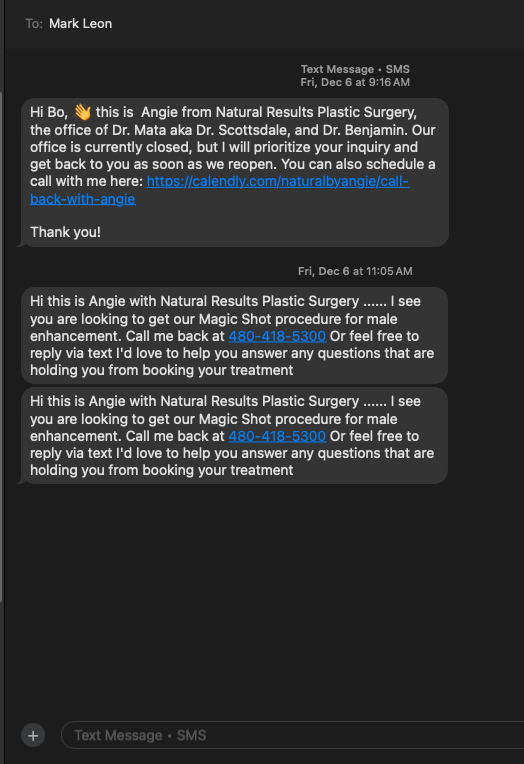 To: Mark Leon
Text Message • SMS
Fri, Dec 6 at 9:16 AM
Hi Bo, 👋 this is  Angie from Natural Results Plastic Surgery,
the office of Dr. Mata aka Dr. Scottsdale, and Dr. Benjamin. Our
office is currently closed, but I will prioritize your inquiry and
get back to you as soon as we reopen. You can also schedule a
call with me here: https://calendly.com/naturalbyangie/call-
back-with-angie
Thank you!
Fri, Dec 6 at 11:05 AM
Hi this is Angie with Natural Results Plastic Surgery ...... I see
you are looking to get our Magic Shot procedure for male
enhancement. Call me back at 480-418-5300 Or feel free to
reply via text I'd love to help you answer any questions that are
holding you from booking your treatment
Hi this is Angie with Natural Results Plastic Surgery ...... I see
you are looking to get our Magic Shot procedure for male
enhancement. Call me back at 480-418-5300 Or feel free to
reply via text I'd love to help you answer any questions that are
holding you from booking your treatment
Text Message • SMS